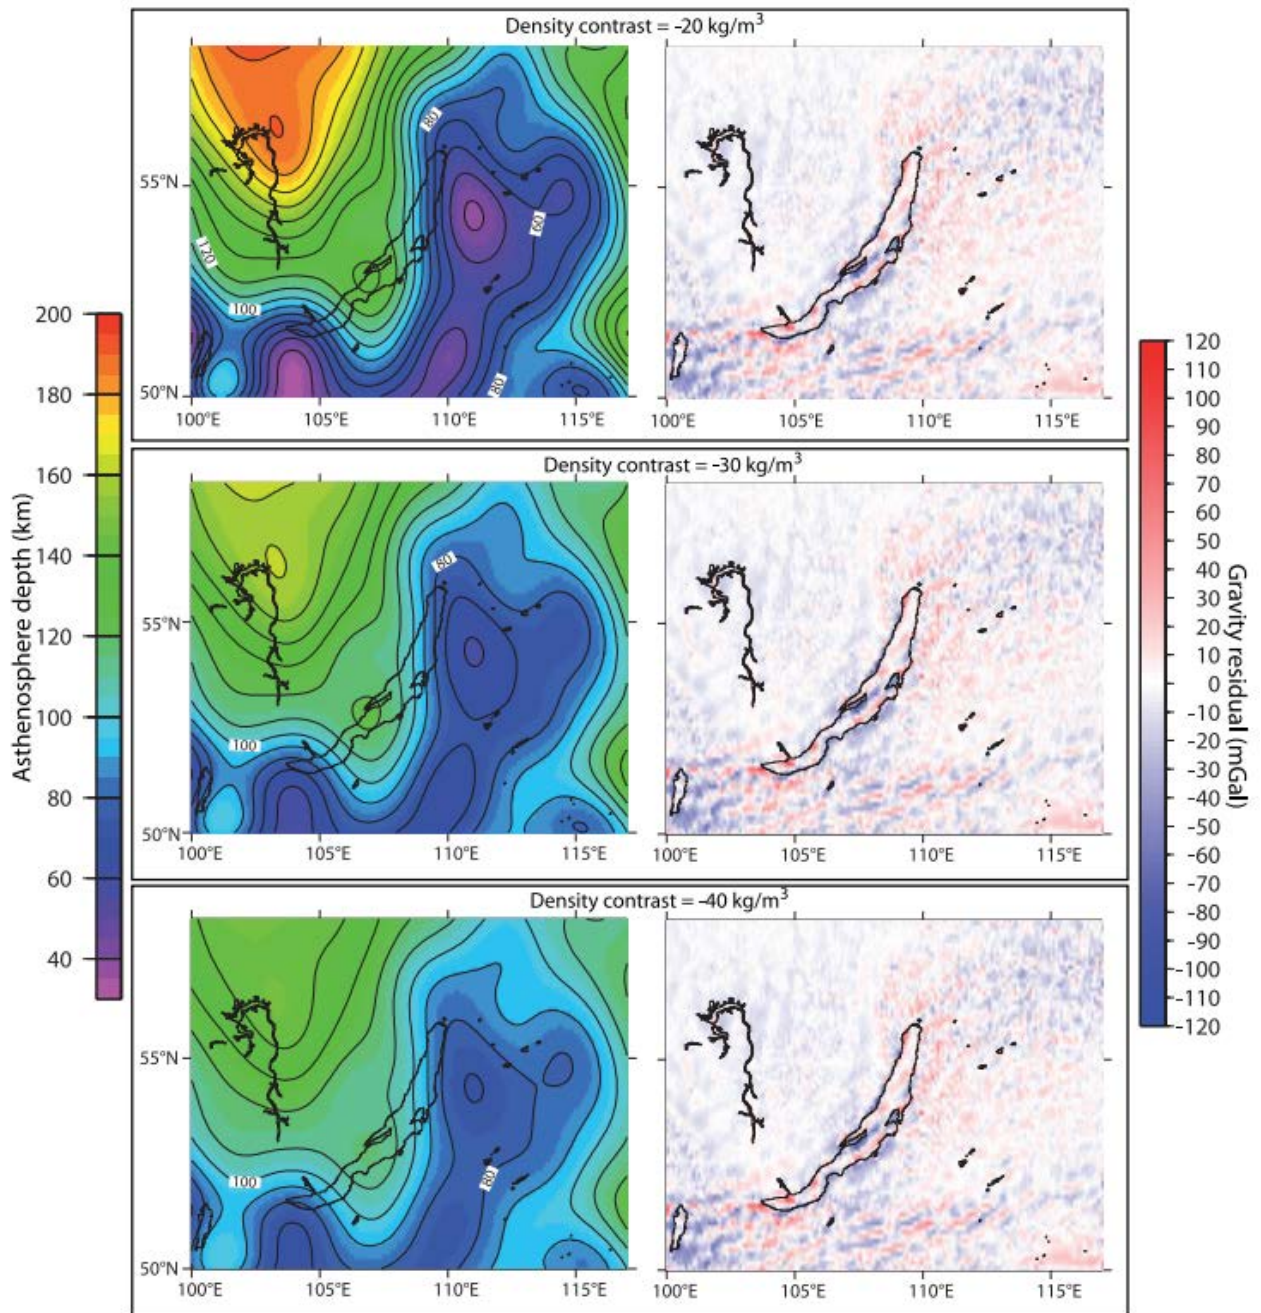 Density contrast = -20 kg/m³
80
60
120
100
80
55°N
50°N
100°E 105°E 110°E 115°E
100°E 105°E 110°E 115°E
Density contrast = -30 kg/m³
80
100
55°N
50°N
100°E 105°E 110°E 115°E
100°E 105°E 110°E 115°E
Density contrast = -40 kg/m³
100
80
55°N
50°N
100°E 105°E 110°E 115°E
100°E 105°E 110°E 115°E
Asthenosphere depth (km)
200
180
160
140
120
100
80
60
40
Gravity residual (mGal)
120
110
100
90
80
70
60
50
40
30
20
10
0
-10
-20
-30
-40
-50
-60
-70
-80
-90
-100
-110
-120